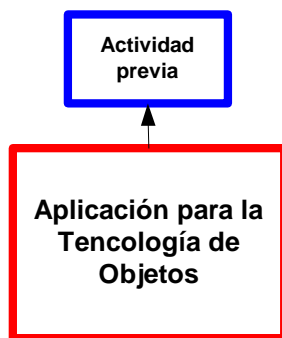 Actividad
previa
Aplicación para la
Tencología de
Objetos